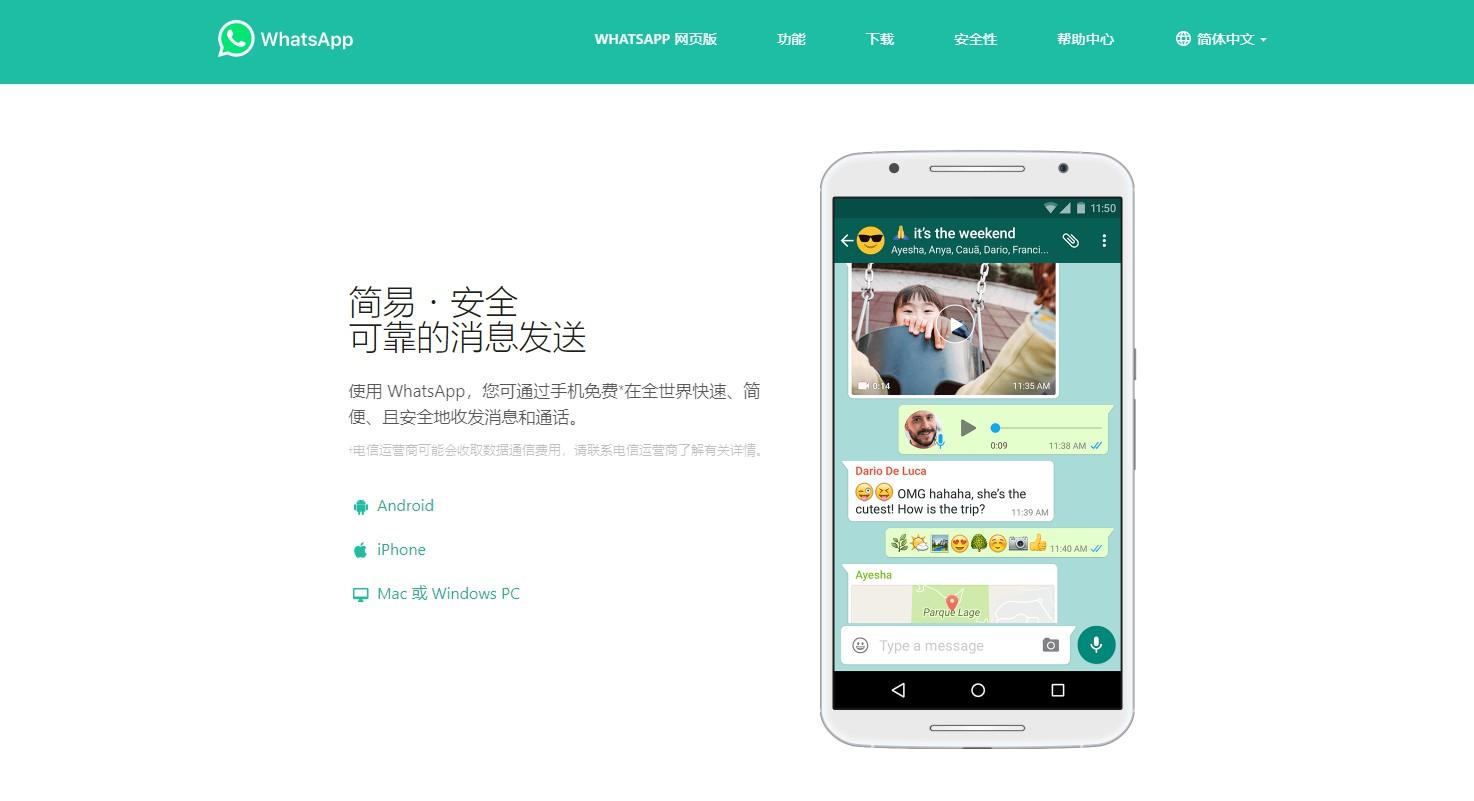 WhatsApp
WHATSAPP 网页版 功能 下载 安全性 帮助中心 简体中文
简易·安全
可靠的消息发送
使用 WhatsApp，您可通过手机免费*在全世界快速、简
便、且安全地收发消息和通话。
*电信运营商可能会收取数据通信费用，请联系电信运营商了解有关详情。
Android
iPhone
Mac 或 Windows PC
11:50
🙏 it's the weekend
Ayesha, Anya, Cauã, Dario, Franci...
0:14 11:35 AM
0:09 11:38 AM
Dario De Luca
😜😝 OMG hahaha, she's the
cutest! How is the trip? 11:39 AM
🌿🌤🏞😍🌳☺📷👍 11:40 AM
Ayesha
Parque Lage
Type a message